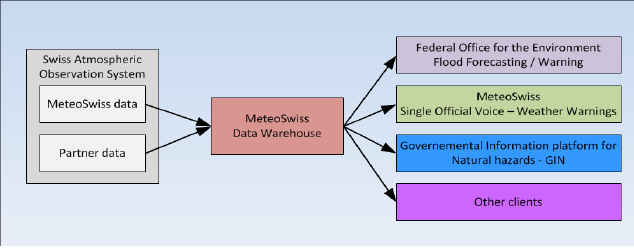 Swiss Atmospheric
Observation System
MeteoSwiss data
Partner data
MeteoSwiss
Data Warehouse
Federal Office for the Environment
Flood Forecasting / Warning
MeteoSwiss
Single Official Voice – Weather Warnings
Governemental Information platform for
Natural hazards - GIN
Other clients